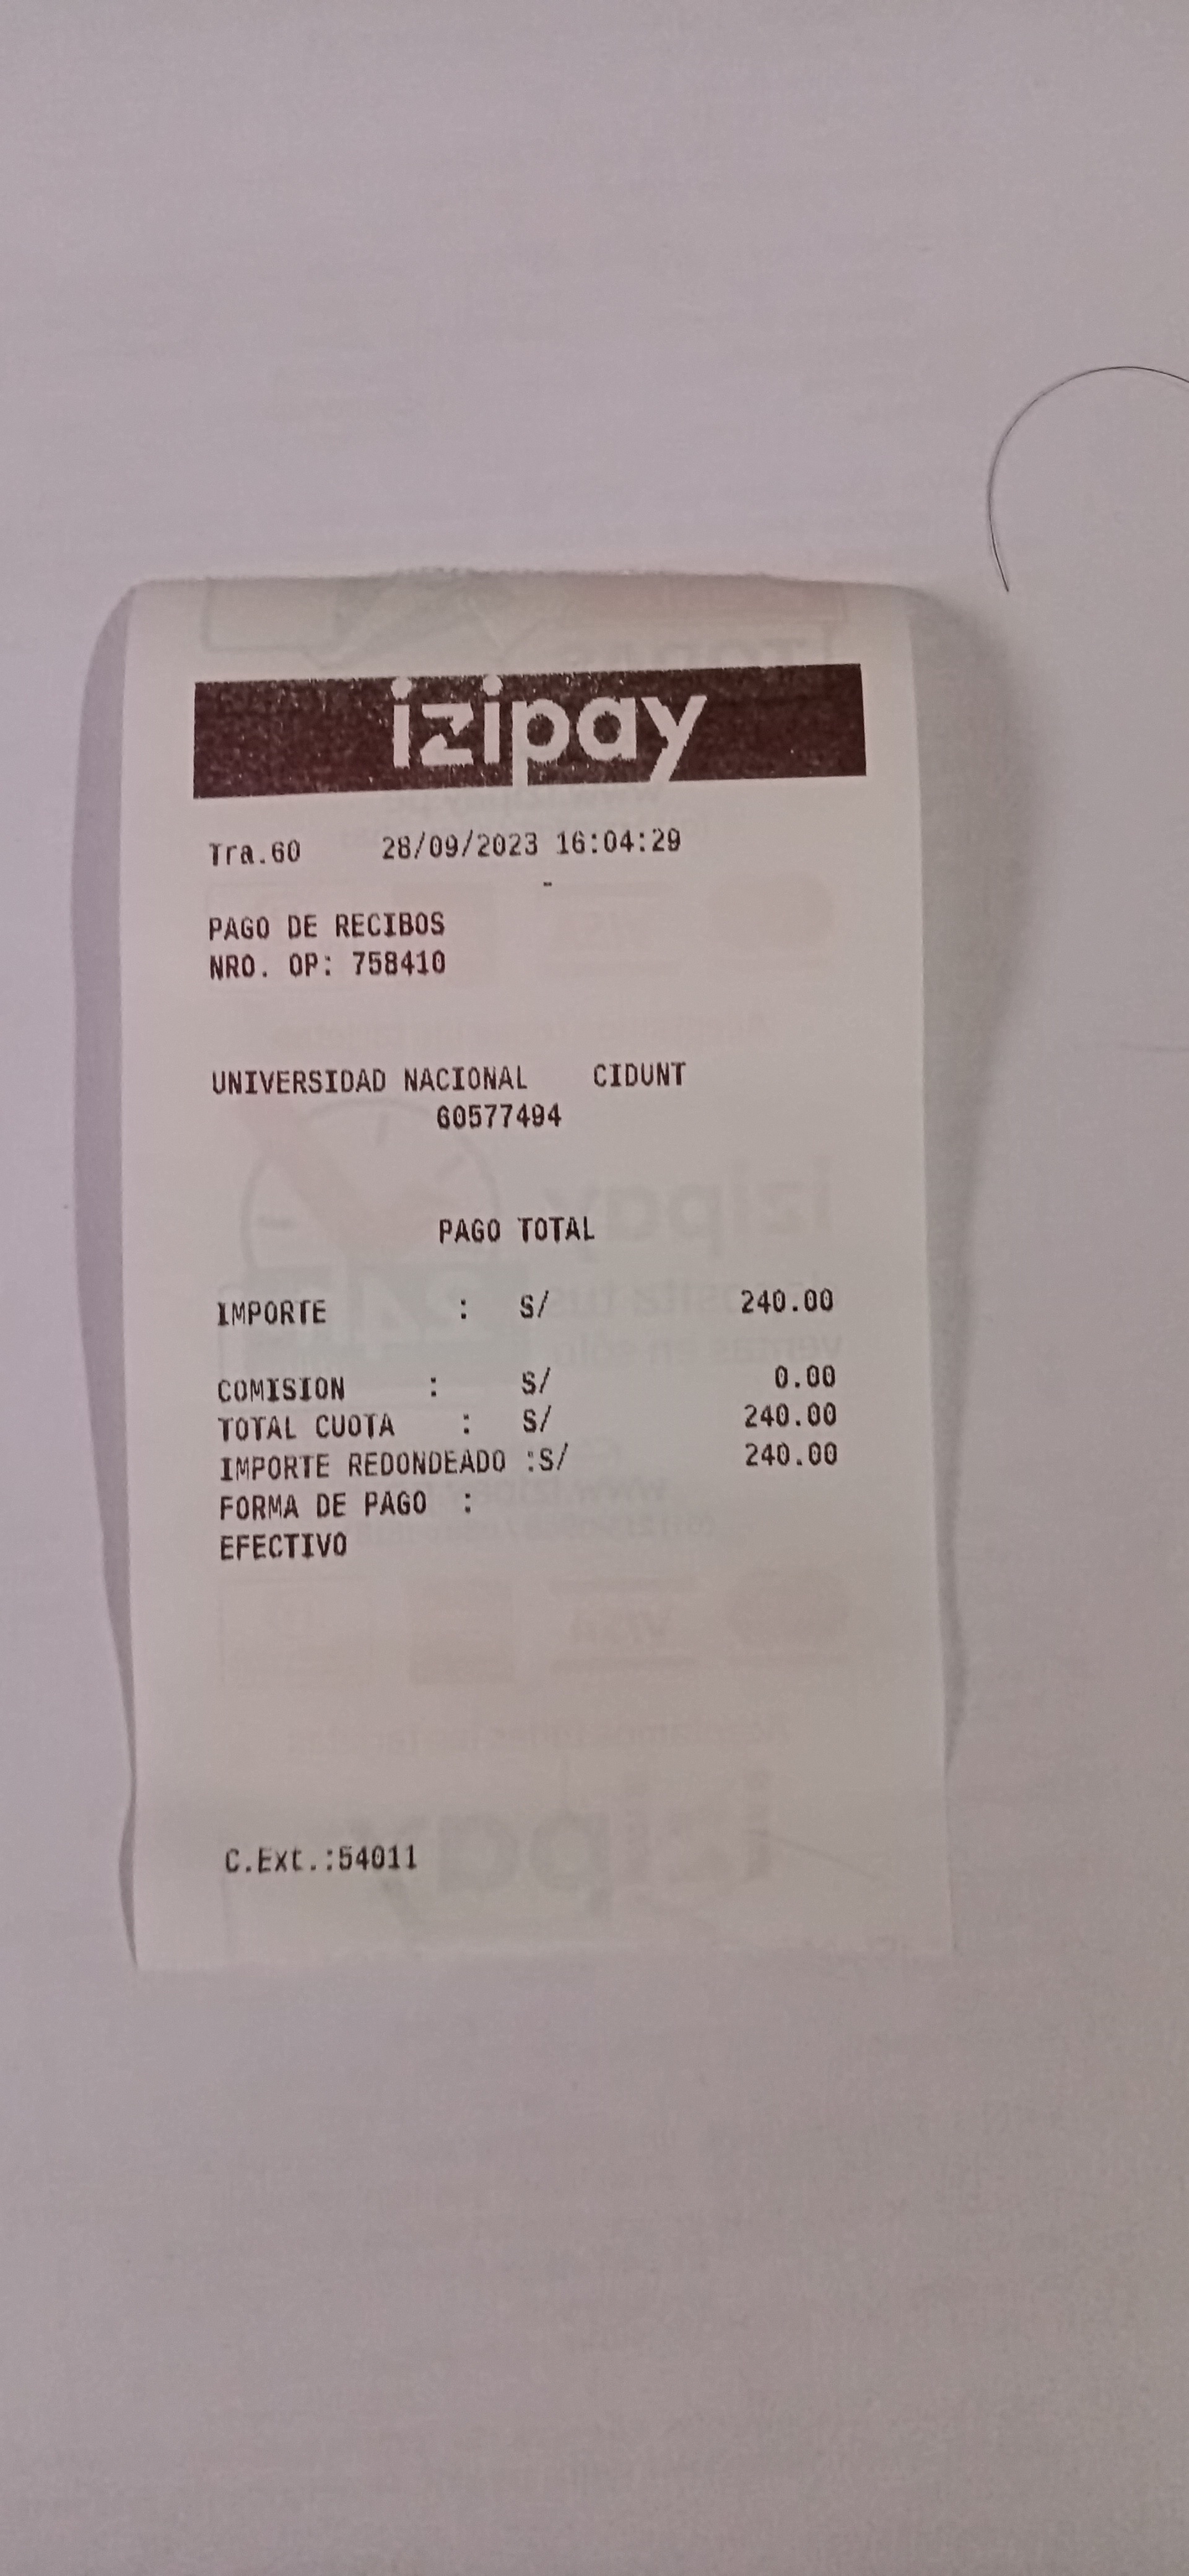 izipay
Tra.60 28/09/2023 16:04:29
-
PAGO DE RECIBOS
NRO. OP: 758410
UNIVERSIDAD NACIONAL CIDUNT
60577494
PAGO TOTAL
IMPORTE : S/ 240.00
COMISION : S/ 0.00
TOTAL CUOTA : S/ 240.00
IMPORTE REDONDEADO :S/ 240.00
FORMA DE PAGO :
EFECTIVO
C.Ext.:54011